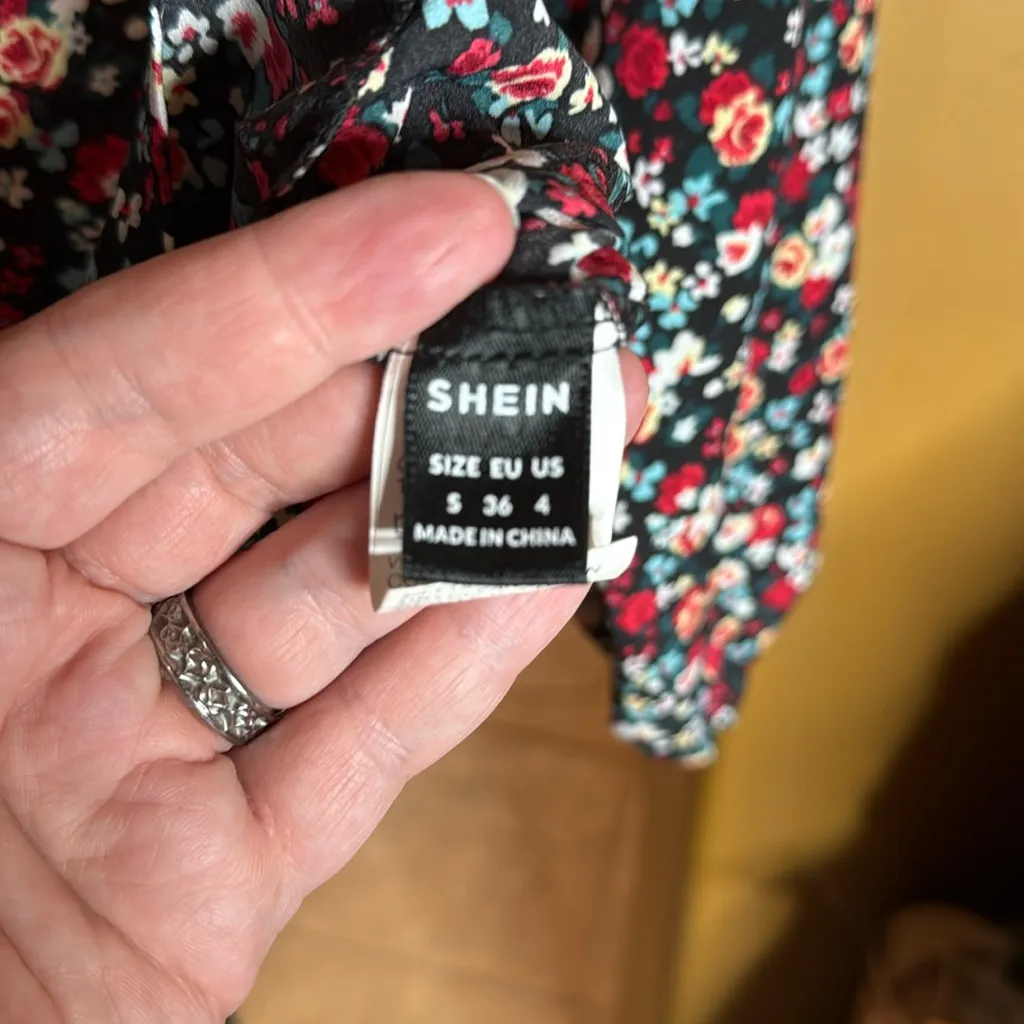 SHEIN
SIZE EU US
S 36 4
MADE IN CHINA